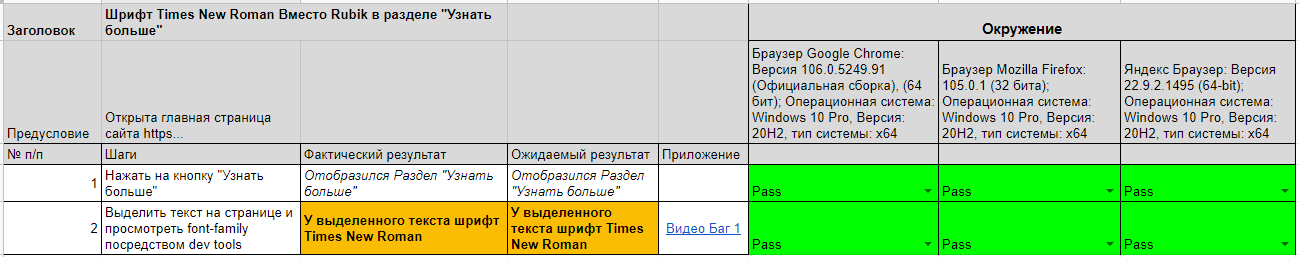 Заголовок
Шрифт Times New Roman Вместо Rubik в разделе "Узнать
больше"
Окружение
Предусловие
Открыта главная страница
сайта https...
Браузер Google Chrome:
Версия 106.0.5249.91
(Официальная сборка), (64
бит); Операционная система:
Windows 10 Pro, Версия:
20H2, тип системы: x64
Браузер Mozilla Firefox:
105.0.1 (32 бита);
Операционная система:
Windows 10 Pro, Версия:
20H2, тип системы: x64
Яндекс Браузер: Версия
22.9.2.1495 (64-bit);
Операционная система:
Windows 10 Pro, Версия:
20H2, тип системы: x64
№ п/п
Шаги
Фактический результат
Ожидаемый результат
Приложение
1
Нажать на кнопку "Узнать
больше"
Отобразился Раздел "Узнать
больше"
Отобразился Раздел
"Узнать больше"
Pass
Pass
Pass
2
Выделить текст на странице и
просмотреть font-family
посредством dev tools
У выделенного текста шрифт
Times New Roman
У выделенного
текста шрифт Times
New Roman
Видео Баг 1
Pass
Pass
Pass